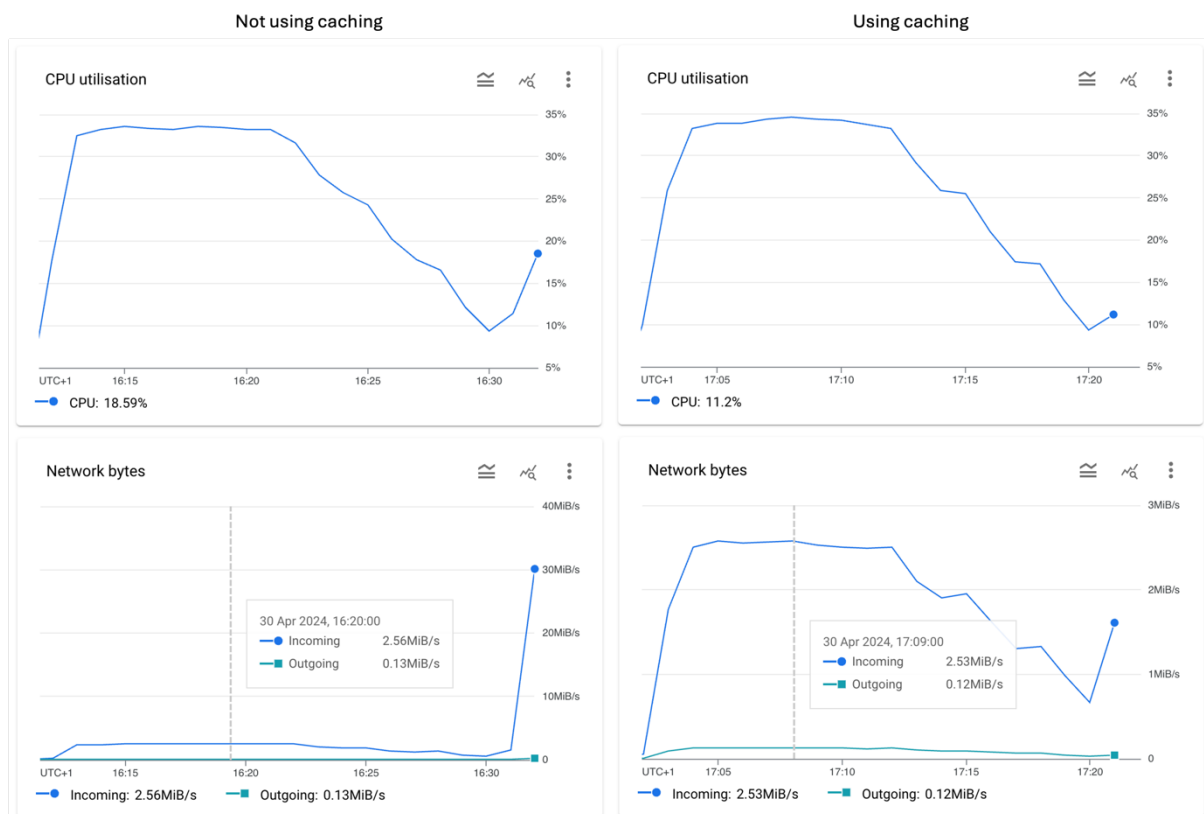 Not using caching
Using caching
CPU utilisation
35%
30%
25%
20%
15%
10%
5%
UTC+1 16:15 16:20 16:25 16:30
CPU: 18.59%
CPU utilisation
35%
30%
25%
20%
15%
10%
5%
UTC+1 17:05 17:10 17:15 17:20
CPU: 11.2%
Network bytes
40MiB/s
30MiB/s
20MiB/s
10MiB/s
0
30 Apr 2024, 16:20:00
Incoming 2.56MiB/s
Outgoing 0.13MiB/s
UTC+1 16:15 16:20 16:25 16:30
Incoming: 2.56MiB/s Outgoing: 0.13MiB/s
Network bytes
3MiB/s
2MiB/s
1MiB/s
0
30 Apr 2024, 17:09:00
Incoming 2.53MiB/s
Outgoing 0.12MiB/s
UTC+1 17:05 17:10 17:15 17:20
Incoming: 2.53MiB/s Outgoing: 0.12MiB/s